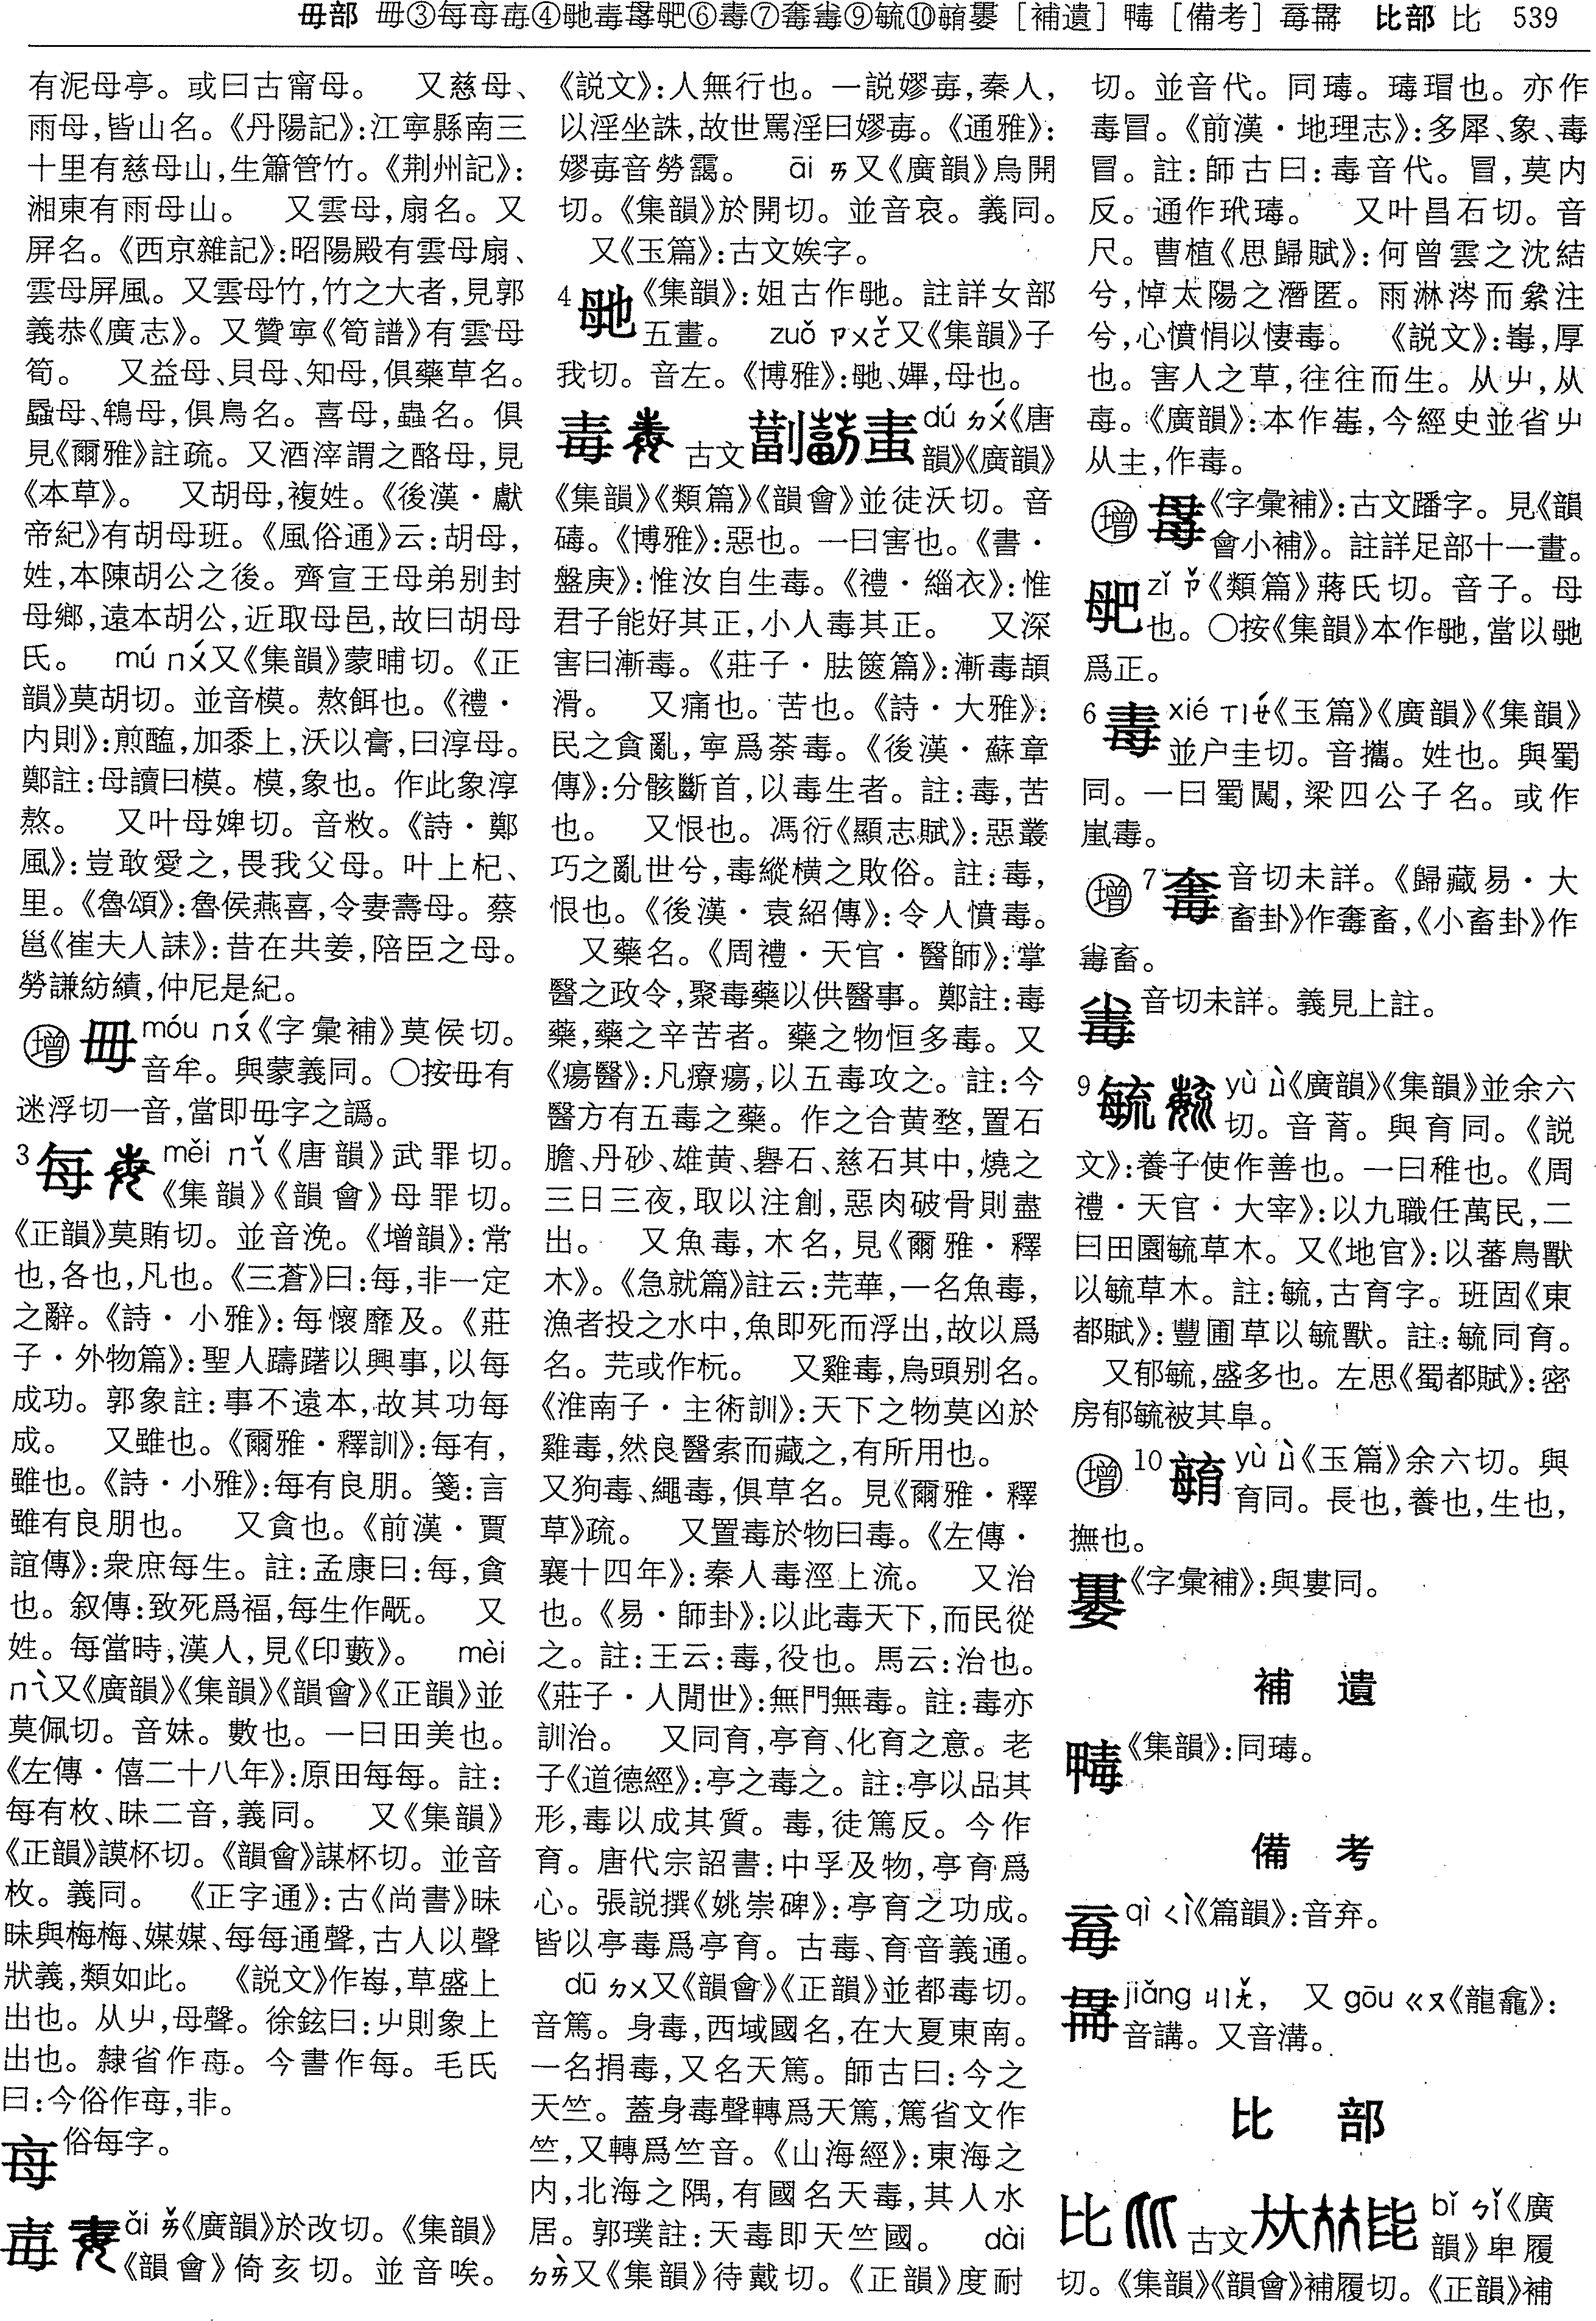 毋部 毌③每𣫭毐④毑毒𣫵𣫴⑥𣫶⑦𣫸𣫷⑨毓⑩𣫺㜢［補遺］𤲵［備考］𣫹𣫻 比部 比 539
有泥母亭。或曰古甯母。 又慈母、
雨母，皆山名。《丹陽記》：江寧縣南三
十里有慈母山，生簫管竹。《荆州記》：
湘東有雨母山。 又雲母，扇名。又
屏名。《西京雜記》：昭陽殿有雲母扇、
雲母屏風。又雲母竹，竹之大者，見郭
義恭《廣志》。又贊寧《筍譜》有雲母
筍。 又益母、貝母、知母，俱藥草名。
蟁母、鴾母，俱鳥名。喜母，蟲名。俱
見《爾雅》註疏。又酒滓謂之酪母，見
《本草》。 又胡母，複姓。《後漢・獻
帝紀》有胡母班。《風俗通》云：胡母，
姓，本陳胡公之後。齊宣王母弟别封
母鄉，遠本胡公，近取母邑，故曰胡母
氏。 mú ㄇㄨˊ又《集韻》蒙晡切。《正
韻》莫胡切。並音模。熬餌也。《禮・
内則》：煎醢，加黍上，沃以膏，曰淳母。
鄭註：母讀曰模。模，象也。作此象淳
熬。 又叶母婢切。音敉。《詩・鄭
風》：豈敢愛之，畏我父母。叶上杞、
里。《魯頌》：魯侯燕喜，令妻壽母。蔡
邕《崔夫人誄》：昔在共姜，陪臣之母。
勞謙紡績，仲尼是紀。
增 毌 móu ㄇㄡˊ《字彙補》莫侯切。
音牟。與蒙義同。〇按毋有
迷浮切一音，當即毋字之譌。
3 每 měi ㄇㄟˇ《唐韻》武罪切。
《集韻》《韻會》母罪切。
《正韻》莫賄切。並音浼。《增韻》：常
也，各也，凡也。《三蒼》曰：每，非一定
之辭。《詩・小雅》：每懷靡及。《莊
子・外物篇》：聖人躊躇以興事，以每
成功。郭象註：事不遠本，故其功每
成。 又雖也。《爾雅・釋訓》：每有，
雖也。《詩・小雅》：每有良朋。箋：言
雖有良朋也。 又貪也。《前漢・賈
誼傳》：衆庶每生。註：孟康曰：每，貪
也。叙傳：致死爲福，每生作旤。 又
姓。每當時，漢人，見《印藪》。 mèi
ㄇㄟˋ又《廣韻》《集韻》《韻會》《正韻》並
莫佩切。音妹。數也。一曰田美也。
《左傳・僖二十八年》：原田每每。註：
每有枚、昧二音，義同。 又《集韻》
《正韻》謨杯切。《韻會》謀杯切。並音
枚。義同。 《正字通》：古《尚書》昧
昧與梅梅、媒媒、每每通聲，古人以聲
狀義，類如此。 《説文》作𡴕，草盛上
出也。从屮，母聲。徐鉉曰：屮則象上
出也。隸省作毎。今書作每。毛氏
曰：今俗作𣫭，非。
𣫭 俗每字。
毐 ǎi ㄞˇ《廣韻》於改切。《集韻》
《韻會》倚亥切。並音唉。
《説文》：人無行也。一説嫪毐，秦人，
以淫坐誅，故世罵淫曰嫪毐。《通雅》：
嫪毐音勞靄。 āi ㄞ又《廣韻》烏開
切。《集韻》於開切。並音哀。義同。
又《玉篇》：古文娭字。
4 毑 《集韻》：姐古作毑。註詳女部
五畫。 zuǒ ㄗㄨㄛˇ又《集韻》子
我切。音左。《博雅》：毑、㜷，母也。
毒 古文 dú ㄉㄨˊ《唐
韻》《廣韻》
《集韻》《類篇》《韻會》並徒沃切。音
碡。《博雅》：惡也。一曰害也。《書・
盤庚》：惟汝自生毒。《禮・緇衣》：惟
君子能好其正，小人毒其正。 又深
害曰漸毒。《莊子・胠篋篇》：漸毒頡
滑。 又痛也。苦也。《詩・大雅》：
民之貪亂，寧爲荼毒。《後漢・蘇章
傳》：分骸斷首，以毒生者。註：毒，苦
也。 又恨也。馮衍《顯志賦》：惡叢
巧之亂世兮，毒縱横之敗俗。註：毒，
恨也。《後漢・袁紹傳》：令人憤毒。
又藥名。《周禮・天官・醫師》：掌
醫之政令，聚毒藥以供醫事。鄭註：毒
藥，藥之辛苦者。藥之物恒多毒。又
《瘍醫》：凡療瘍，以五毒攻之。註：今
醫方有五毒之藥。作之合黄堥，置石
膽、丹砂、雄黄、礜石、慈石其中，燒之
三日三夜，取以注創，惡肉破骨則盡
出。 又魚毒，木名，見《爾雅・釋
木》。《急就篇》註云：芫華，一名魚毒，
漁者投之水中，魚即死而浮出，故以爲
名。芫或作杬。 又雞毒，烏頭别名。
《淮南子・主術訓》：天下之物莫凶於
雞毒，然良醫索而藏之，有所用也。
又狗毒、繩毒，俱草名。見《爾雅・釋
草》疏。 又置毒於物曰毒。《左傳・
襄十四年》：秦人毒涇上流。 又治
也。《易・師卦》：以此毒天下，而民從
之。註：王云：毒，役也。馬云：治也。
《莊子・人閒世》：無門無毒。註：毒亦
訓治。 又同育，亭育、化育之意。老
子《道德經》：亭之毒之。註：亭以品其
形，毒以成其質。毒，徒篤反。今作
育。唐代宗詔書：中孚及物，亭育爲
心。張説撰《姚崇碑》：亭育之功成。
皆以亭毒爲亭育。古毒、育音義通。
dū ㄉㄨ又《韻會》《正韻》並都毒切。
音篤。身毒，西域國名，在大夏東南。
一名捐毒，又名天篤。師古曰：今之
天竺。蓋身毒聲轉爲天篤，篤省文作
竺，又轉爲竺音。《山海經》：東海之
内，北海之隅，有國名天毒，其人水
居。郭璞註：天毒即天竺國。 dài
ㄉㄞˋ又《集韻》待戴切。《正韻》度耐
切。並音代。同瑇。瑇瑁也。亦作
毒冒。《前漢・地理志》：多犀、象、毒
冒。註：師古曰：毒音代。冒，莫内
反。通作玳瑇。 又叶昌石切。音
尺。曹植《思歸賦》：何曾雲之沈結
兮，悼太陽之潛匿。雨淋涔而絫注
兮，心憤悁以悽毒。 《説文》：𡴆，厚
也。害人之草，往往而生。从屮，从
毐。《廣韻》：本作𡴆，今經史並省屮
从主，作毒。
增 《字彙補》：古文蹯字。見《韻
會小補》。註詳足部十一畫。
zǐ ㄗˇ《類篇》蔣氏切。音子。母
也。〇按《集韻》本作毑，當以毑
爲正。
6 xié ㄒㄧㄝˊ《玉篇》《廣韻》《集韻》
並户圭切。音攜。姓也。與蜀
同。一曰蜀闖，梁四公子名。或作
嵐毒。
增 7 音切未詳。《歸藏易・大
畜卦》作𣫸畜，《小畜卦》作
𣫷畜。
𣫷 音切未詳。義見上註。
9 毓 yù ㄩˋ《廣韻》《集韻》並余六
切。音𦱀。與育同。《説
文》：養子使作善也。一曰稚也。《周
禮・天官・大宰》：以九職任萬民，二
曰田園毓草木。又《地官》：以蕃鳥獸
以毓草木。註：毓，古育字。班固《東
都賦》：豐圃草以毓獸。註：毓同育。
又郁毓，盛多也。左思《蜀都賦》：密
房郁毓被其阜。
增 10 yù ㄩˋ《玉篇》余六切。與
育同。長也，養也，生也，
撫也。
《字彙補》：與婁同。
補 遺
《集韻》：同瑇。
備 考
qì ㄑㄧˋ《篇韻》：音弃。
jiǎng ㄐㄧㄤˇ， 又 gōu ㄍㄡ《龍龕》：
音講。又音溝。
比 部
比 古文 bǐ ㄅㄧˇ《廣
韻》卑履
切。《集韻》《韻會》補履切。《正韻》補